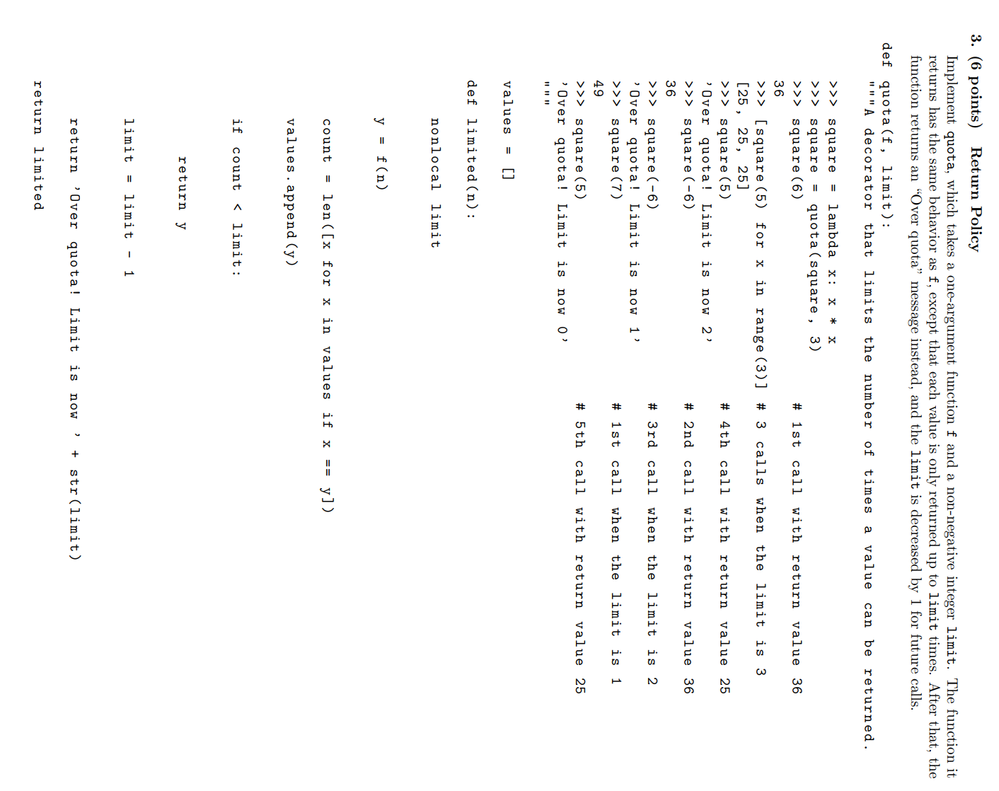 3. (6 points) Return Policy
Implement quota, which takes a one-argument function f and a non-negative integer limit. The function it
returns has the same behavior as f, except that each value is only returned up to limit times. After that, the
function returns an “Over quota” message instead, and the limit is decreased by 1 for future calls.
def quota(f, limit):
    """A decorator that limits the number of times a value can be returned.
    >>> square = lambda x: x * x
    >>> square = quota(square, 3)
    >>> square(6)                     # 1st call with return value 36
    36
    >>> [square(5) for x in range(3)] # 3 calls when the limit is 3
    [25, 25, 25]
    >>> square(5)                     # 4th call with return value 25
    ’Over quota! Limit is now 2’
    >>> square(-6)                    # 2nd call with return value 36
    36
    >>> square(-6)                    # 3rd call when the limit is 2
    ’Over quota! Limit is now 1’
    >>> square(7)                     # 1st call when the limit is 1
    49
    >>> square(5)                     # 5th call with return value 25
    ’Over quota! Limit is now 0’
    """
    values = []
    def limited(n):
        nonlocal limit
        y = f(n)
        count = len([x for x in values if x == y])
        values.append(y)
        if count < limit:
            return y
        limit = limit - 1
        return ’Over quota! Limit is now ’ + str(limit)
    return limited